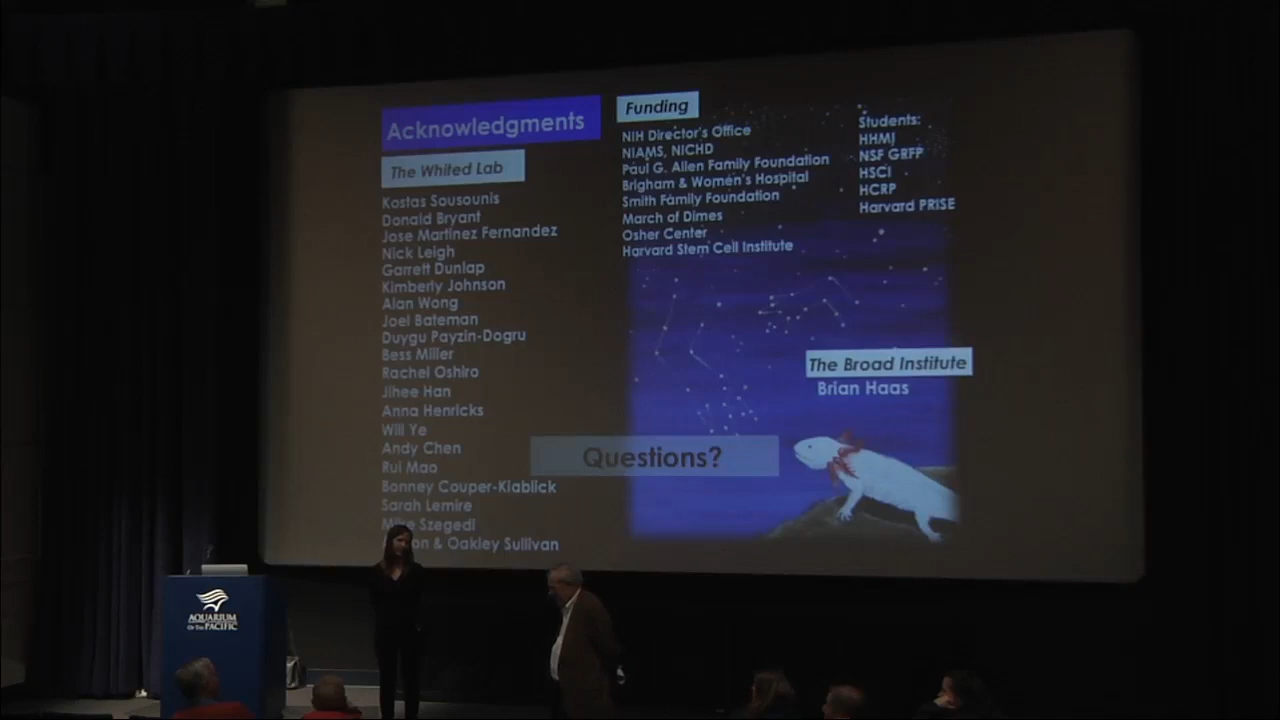 Acknowledgments
The Whited Lab
Kostas Sousounis
Donald Bryant
Jose Martinez Fernandez
Nick Leigh
Garrett Dunlap
Kimberly Johnson
Alan Wong
Joel Bateman
Duygu Payzin-Dogru
Bess Miller
Rachel Oshiro
Jihee Han
Anna Henricks
Will Ye
Andy Chen
Rui Mao
Bonney Couper-Kiablick
Sarah Lemire
Mike Szegedi
& Oakley Sullivan
Funding
NIH Director's Office
NIAMS, NICHD
Paul G. Allen Family Foundation
Brigham & Women's Hospital
Smith Family Foundation
March of Dimes
Osher Center
Harvard Stem Cell Institute
Students:
HHMI
NSF GRFP
HSCI
HCRP
Harvard PRISE
The Broad Institute
Brian Haas
Questions?
AQUARIUM
OF THE PACIFIC